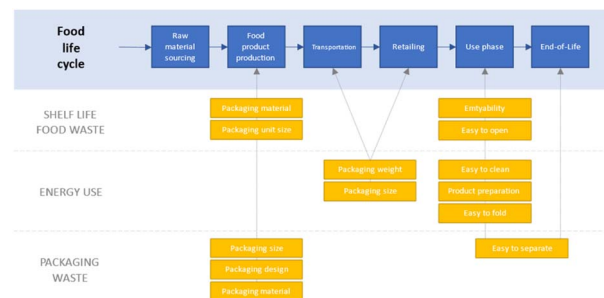 Food
life
cycle
Raw
material
sourcing
Food
product
production
Transportation
Retailing
Use phase
End-of-Life
SHELF LIFE
FOOD WASTE
Packaging material
Packaging unit size
Emtyability
Easy to open
ENERGY USE
Packaging weight
Packaging size
Easy to clean
Product preparation
Easy to fold
PACKAGING
WASTE
Packaging size
Packaging design
Packaging material
Easy to separate